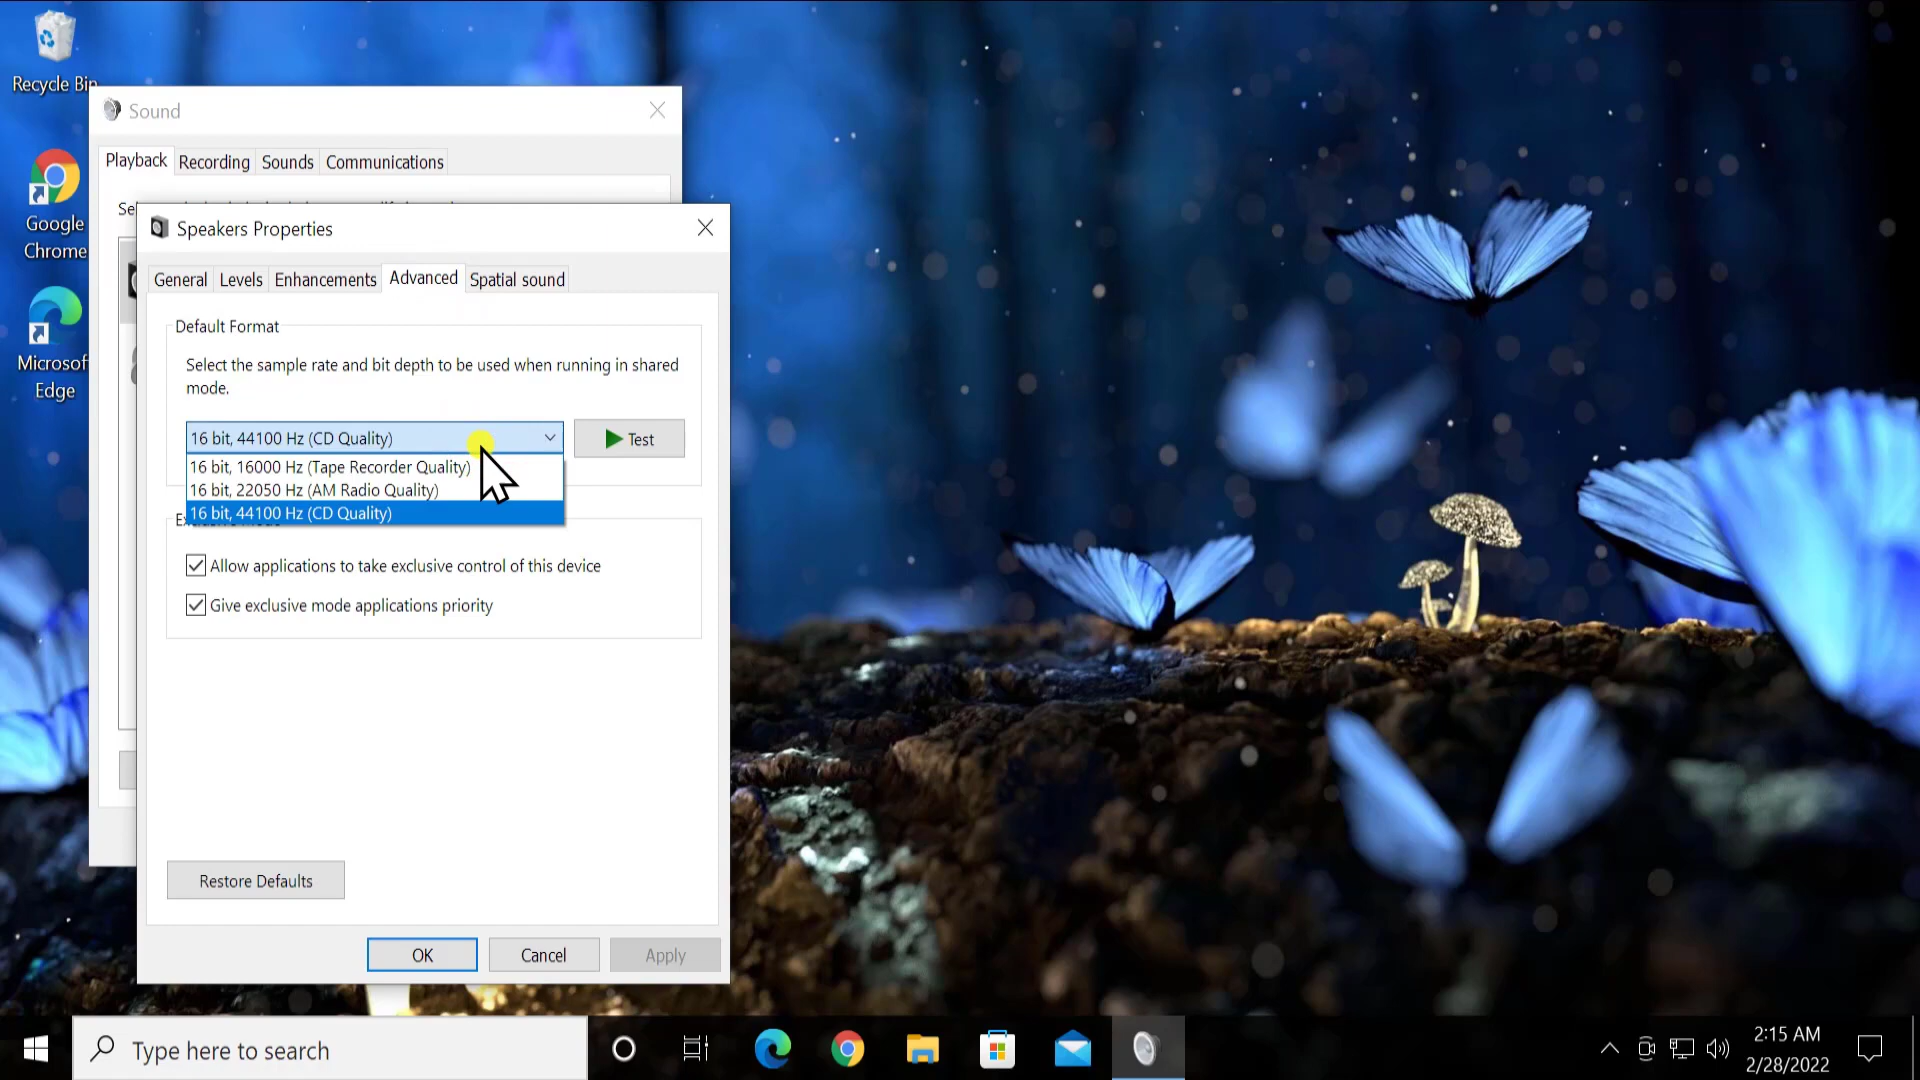 Recycle Bin
Google
Chrome
Microsof
Edge
Sound
Playback
Recording
Sounds
Communications
Se
Speakers Properties
General
Levels
Enhancements
Advanced
Spatial sound
Default Format
Select the sample rate and bit depth to be used when running in shared
mode.
16 bit, 44100 Hz (CD Quality)
Test
16 bit, 16000 Hz (Tape Recorder Quality)
16 bit, 22050 Hz (AM Radio Quality)
16 bit, 44100 Hz (CD Quality)
Allow applications to take exclusive control of this device
Give exclusive mode applications priority
Restore Defaults
OK
Cancel
Apply
Type here to search
2:15 AM
2/28/2022